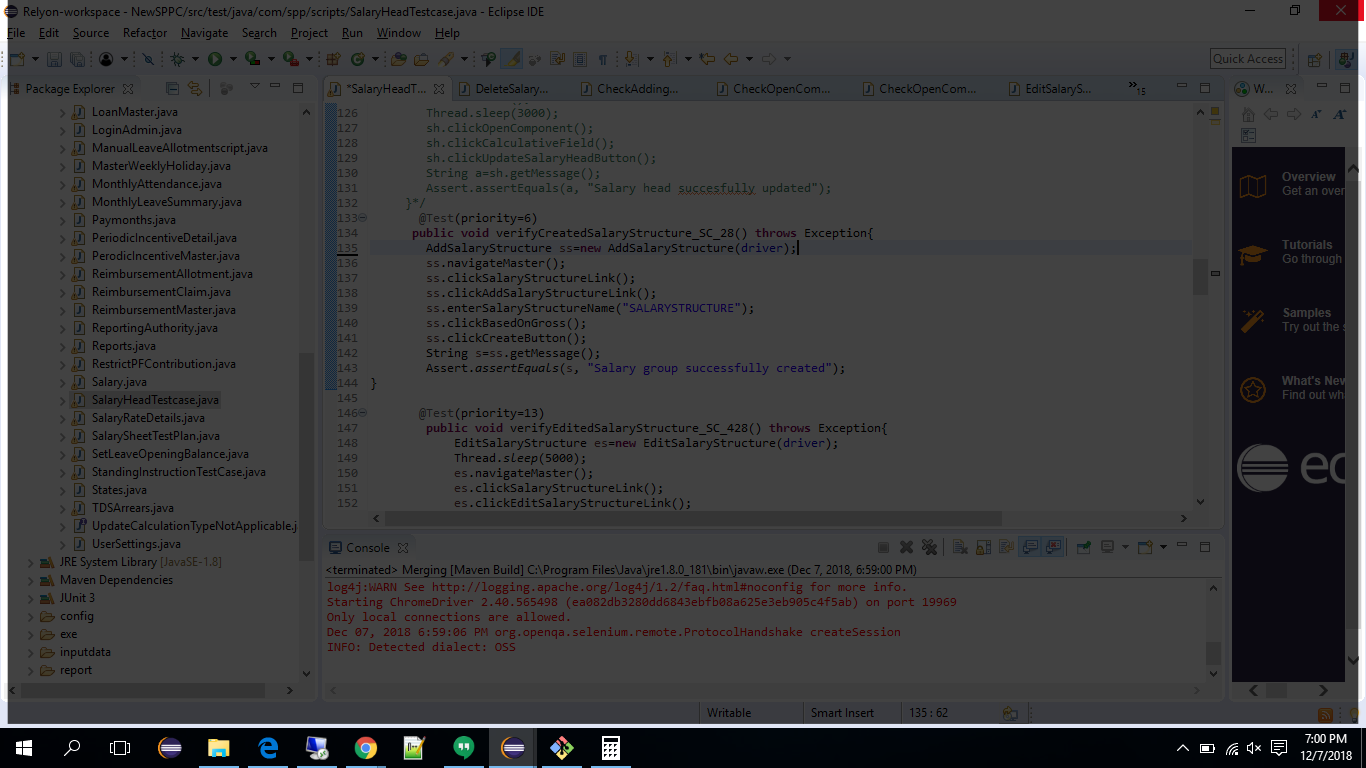 Relyon-workspace - NewSPPC/src/test/java/com/spp/scripts/SalaryHeadTestcase.java - Eclipse IDE
File Edit Source Refactor Navigate Search Project Run Window Help
Quick Access
Package Explorer
LoanMaster.java
LoginAdmin.java
ManualLeaveAllotmentscript.java
MasterWeeklyHoliday.java
MonthlyAttendance.java
MonthlyLeaveSummary.java
Paymonths.java
PeriodicIncentiveDetail.java
PerodicIncentiveMaster.java
ReimbursementAllotment.java
ReimbursementClaim.java
ReimbursementMaster.java
ReportingAuthority.java
Reports.java
RestrictPFContribution.java
Salary.java
SalaryHeadTestcase.java
SalaryRateDetails.java
SalarySheetTestPlan.java
SetLeaveOpeningBalance.java
StandingInstructionTestCase.java
States.java
TDSArrears.java
UpdateCalculationTypeNotApplicable.j
UserSettings.java
JRE System Library [JavaSE-1.8]
Maven Dependencies
JUnit 3
config
exe
inputdata
report
*SalaryHeadT... DeleteSalary... CheckAdding... CheckOpenCom... CheckOpenCom... EditSalaryS... »15
126 Thread.sleep(3000);
127 sh.clickOpenComponent();
128 sh.clickCalculativeField();
129 sh.clickUpdateSalaryHeadButton();
130 String a=sh.getMessage();
131 Assert.assertEquals(a, "Salary head succesfully updated");
132 }*/
133 @Test(priority=6)
134 public void verifyCreatedSalaryStructure_SC_28() throws Exception{
135 AddSalaryStructure ss=new AddSalaryStructure(driver);
136 ss.navigateMaster();
137 ss.clickSalaryStructureLink();
138 ss.clickAddSalaryStructureLink();
139 ss.enterSalaryStructureName("SALARYSTRUCTURE");
140 ss.clickBasedOnGross();
141 ss.clickCreateButton();
142 String s=ss.getMessage();
143 Assert.assertEquals(s, "Salary group successfully created");
144 }
145
146 @Test(priority=13)
147 public void verifyEditedSalaryStructure_SC_428() throws Exception{
148 EditSalaryStructure es=new EditSalaryStructure(driver);
149 Thread.sleep(5000);
150 es.navigateMaster();
151 es.clickSalaryStructureLink();
152 es.clickEditSalaryStructureLink();
W...
Overview
Get an over
Tutorials
Go through
Samples
Try out the s
What's New
Find out wha
ec
Console
<terminated> Merging [Maven Build] C:\Program Files\Java\jre1.8.0_181\bin\javaw.exe (Dec 7, 2018, 6:59:00 PM)
log4j:WARN See http://logging.apache.org/log4j/1.2/faq.html#noconfig for more info.
Starting ChromeDriver 2.40.565498 (ea082db3280dd6843ebfb08a625e3eb905c4f5ab) on port 19969
Only local connections are allowed.
Dec 07, 2018 6:59:06 PM org.openqa.selenium.remote.ProtocolHandshake createSession
INFO: Detected dialect: OSS
Writable Smart Insert 135 : 62
7:00 PM
12/7/2018